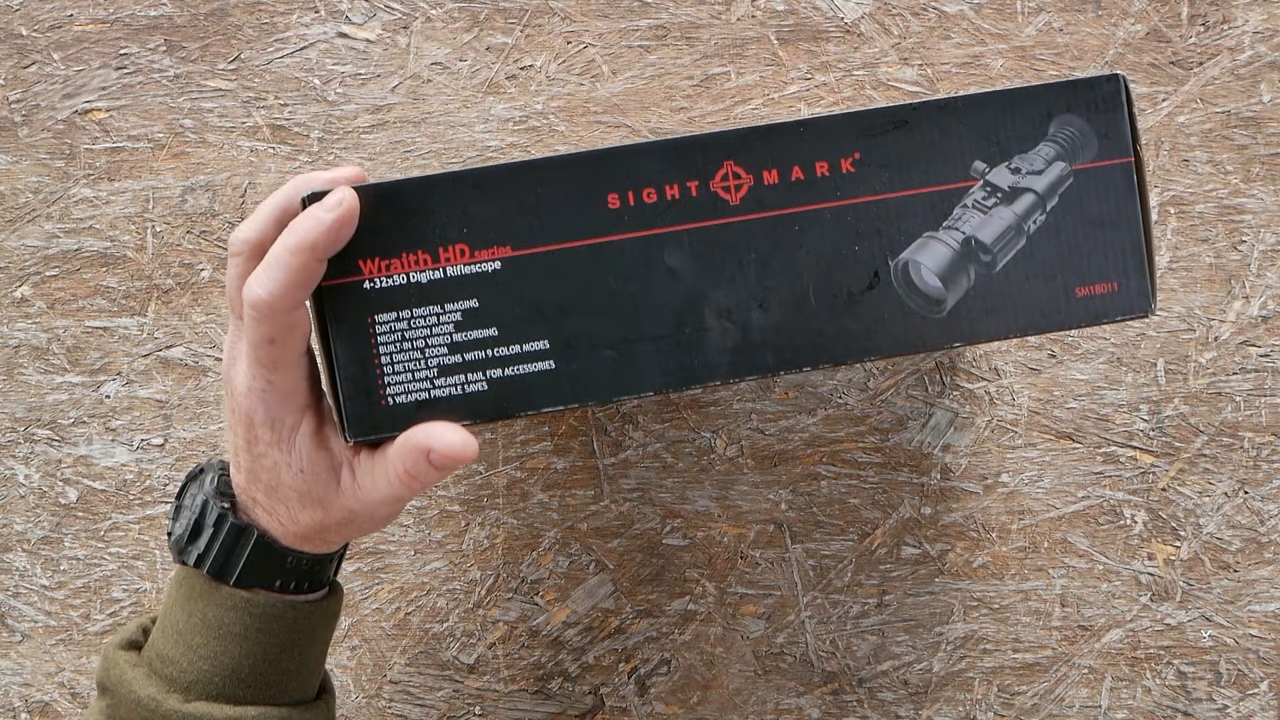 SIGHT MARK®
Wraith HD series
4-32x50 Digital Riflescope
1080P HD DIGITAL IMAGING
DAYTIME COLOR MODE
NIGHT VISION MODE
BUILT-IN HD VIDEO RECORDING
8X DIGITAL ZOOM
10 RETICLE OPTIONS WITH 9 COLOR MODES
POWER INPUT
ADDITIONAL WEAVER RAIL FOR ACCESSORIES
5 WEAPON PROFILE SAVES
SM18011